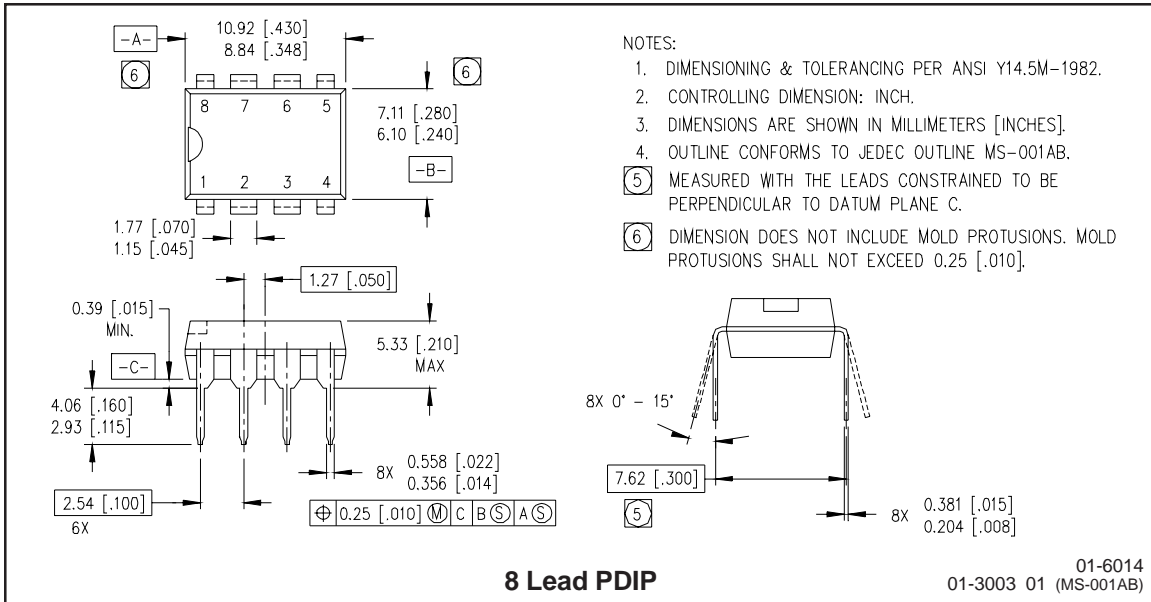 -A-
10.92 [.430]
8.84 [.348]
6
6
8 7 6 5
1 2 3 4
7.11 [.280]
6.10 [.240]
-B-
1.77 [.070]
1.15 [.045]
1.27 [.050]
0.39 [.015]
MIN.
-C-
5.33 [.210]
MAX
4.06 [.160]
2.93 [.115]
2.54 [.100]
6X
8X 0.558 [.022]
0.356 [.014]
⌖ 0.25 [.010] Ⓜ C B Ⓢ A Ⓢ
NOTES:
1. DIMENSIONING & TOLERANCING PER ANSI Y14.5M-1982.
2. CONTROLLING DIMENSION: INCH.
3. DIMENSIONS ARE SHOWN IN MILLIMETERS [INCHES].
4. OUTLINE CONFORMS TO JEDEC OUTLINE MS-001AB.
5 MEASURED WITH THE LEADS CONSTRAINED TO BE
PERPENDICULAR TO DATUM PLANE C.
6 DIMENSION DOES NOT INCLUDE MOLD PROTUSIONS. MOLD
PROTUSIONS SHALL NOT EXCEED 0.25 [.010].
8X 0° - 15°
7.62 [.300]
5
8X 0.381 [.015]
0.204 [.008]
8 Lead PDIP
01-6014
01-3003 01 (MS-001AB)